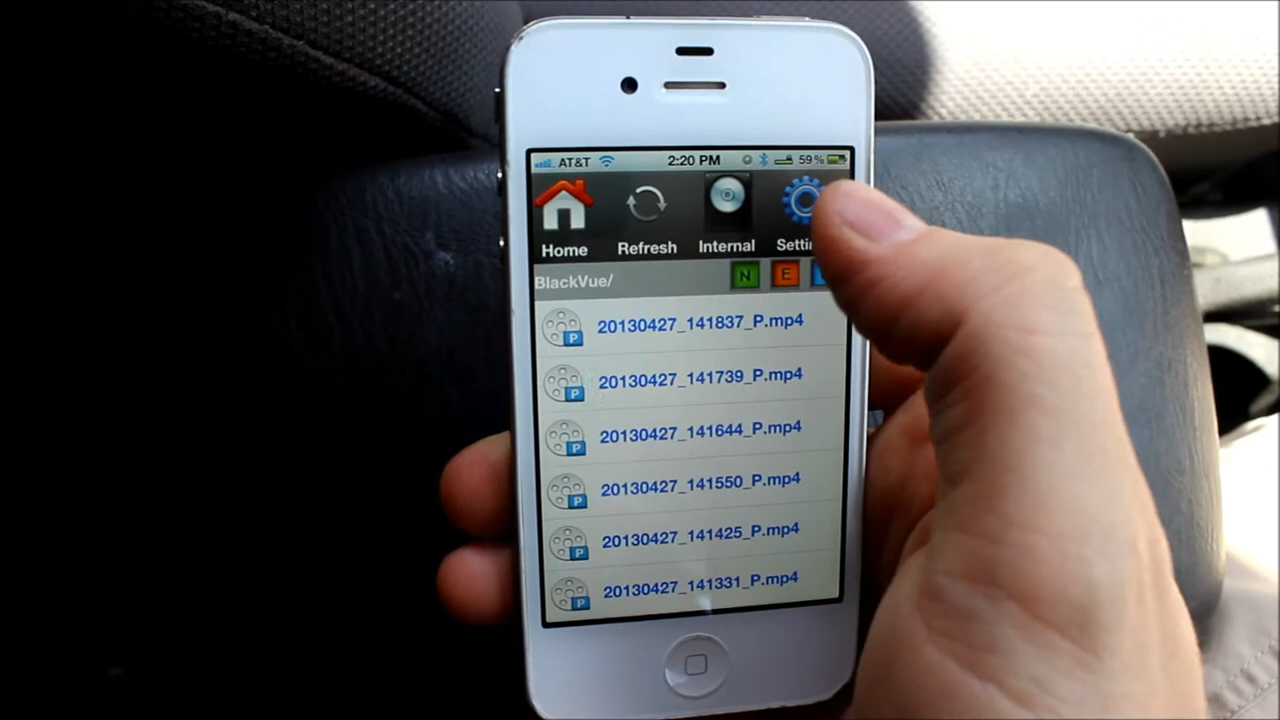 AT&T 2:20 PM 59%
Home Refresh Internal
BlackVue/ N E
20130427_141837_P.mp4
P
20130427_141739_P.mp4
P
20130427_141644_P.mp4
P
20130427_141550_P.mp4
P
20130427_141425_P.mp4
P
20130427_141331_P.mp4
P